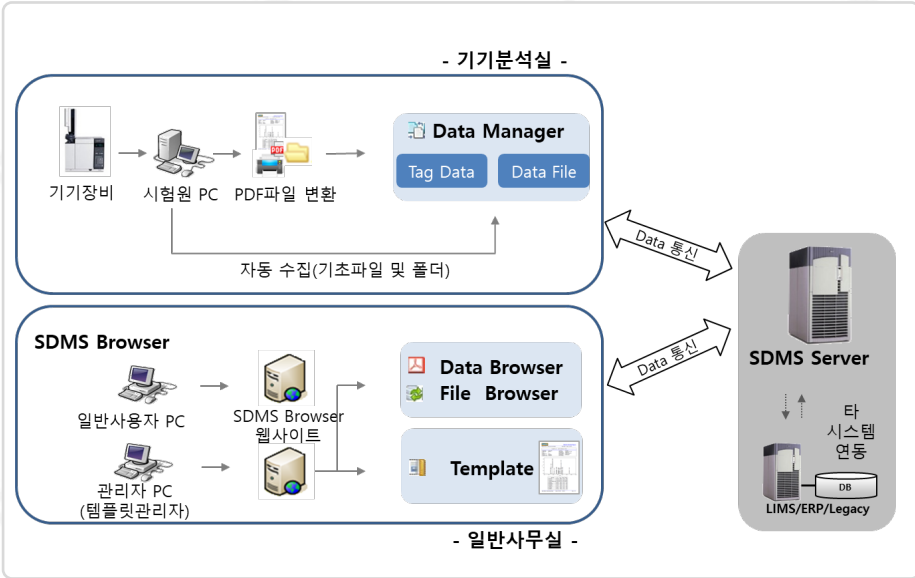 - 기기분석실 -
Data Manager
Tag Data
Data File
기기장비
시험원 PC
PDF파일 변환
자동 수집(기초파일 및 폴더)
Data 통신
SDMS Server
타
시스템
연동
DB
LIMS/ERP/Legacy
Data 통신
SDMS Browser
일반사용자 PC
SDMS Browser
웹사이트
Data Browser
File Browser
관리자 PC
(템플릿관리자)
Template
- 일반사무실 -